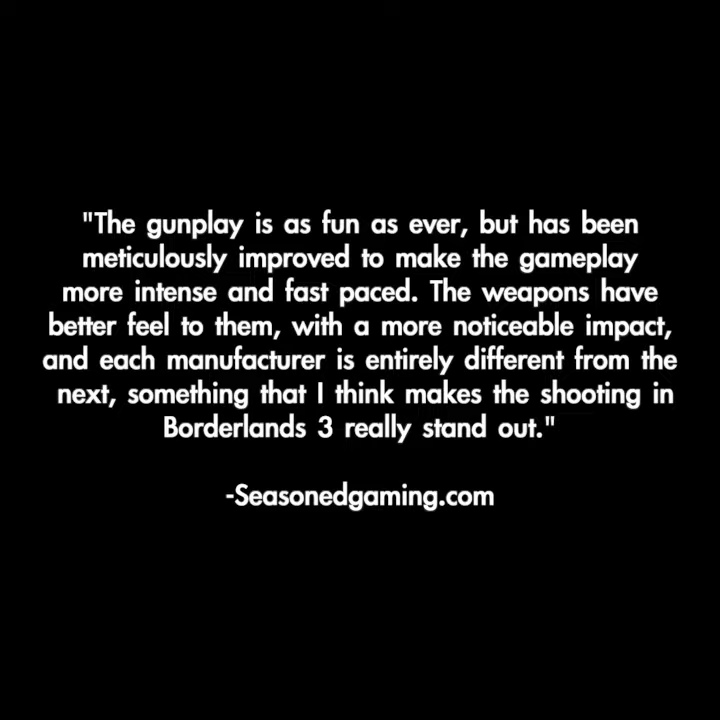 "The gunplay is as fun as ever, but has been
meticulously improved to make the gameplay
more intense and fast paced. The weapons have
better feel to them, with a more noticeable impact,
and each manufacturer is entirely different from the
next, something that I think makes the shooting in
Borderlands 3 really stand out."
-Seasonedgaming.com